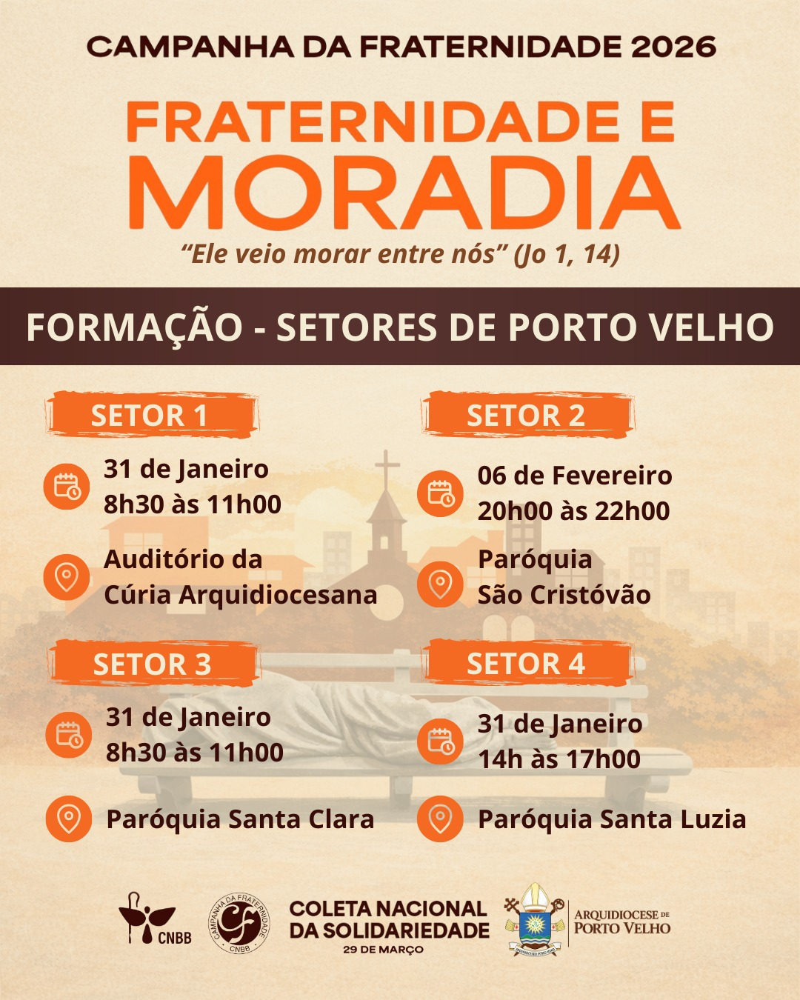 CAMPANHA DA FRATERNIDADE 2026
FRATERNIDADE E
MORADIA
“Ele veio morar entre nós” (Jo 1, 14)
FORMAÇÃO - SETORES DE PORTO VELHO
SETOR 1
31 de Janeiro
8h30 às 11h00
Auditório da
Cúria Arquidiocesana
SETOR 2
06 de Fevereiro
20h00 às 22h00
Paróquia
São Cristóvão
SETOR 3
31 de Janeiro
8h30 às 11h00
Paróquia Santa Clara
SETOR 4
31 de Janeiro
14h às 17h00
Paróquia Santa Luzia
CNBB
CAMPANHA DA FRATERNIDADE
CF
CNBB
COLETA NACIONAL
DA SOLIDARIEDADE
29 DE MARÇO
ARQUIDIOCESE DE
PORTO VELHO